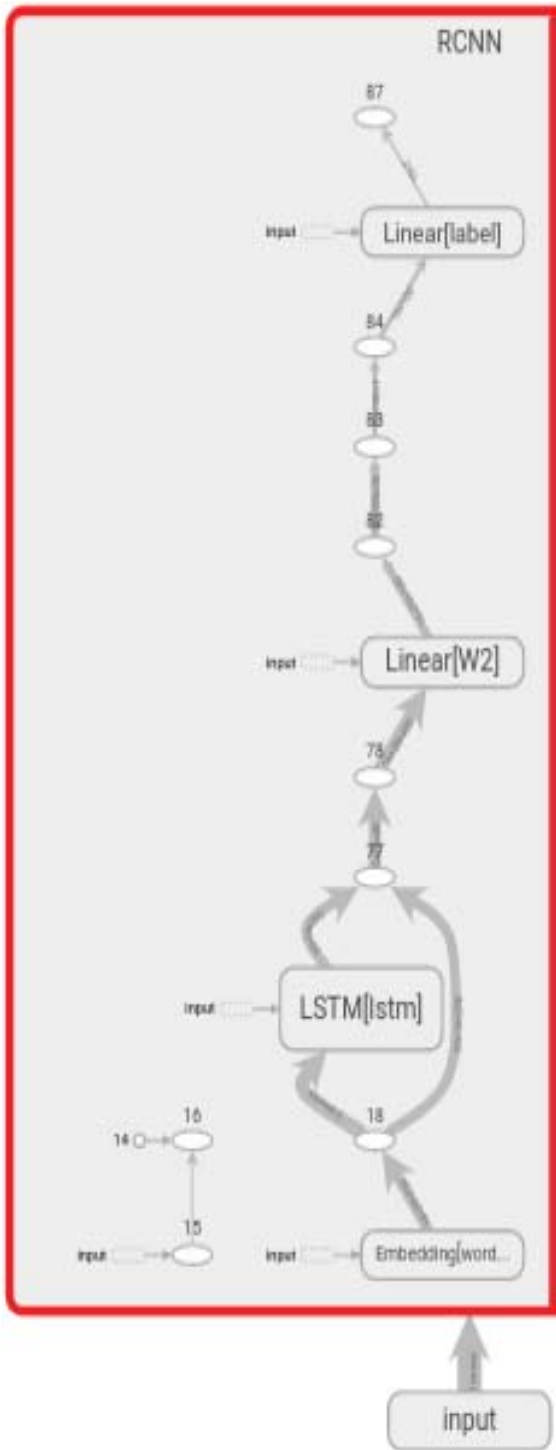 RCNN
87
input
Linear[label]
84
83
input
Linear[W2]
78
77
input
LSTM[lstm]
16
18
14
15
input
input
Embedding[word...
input